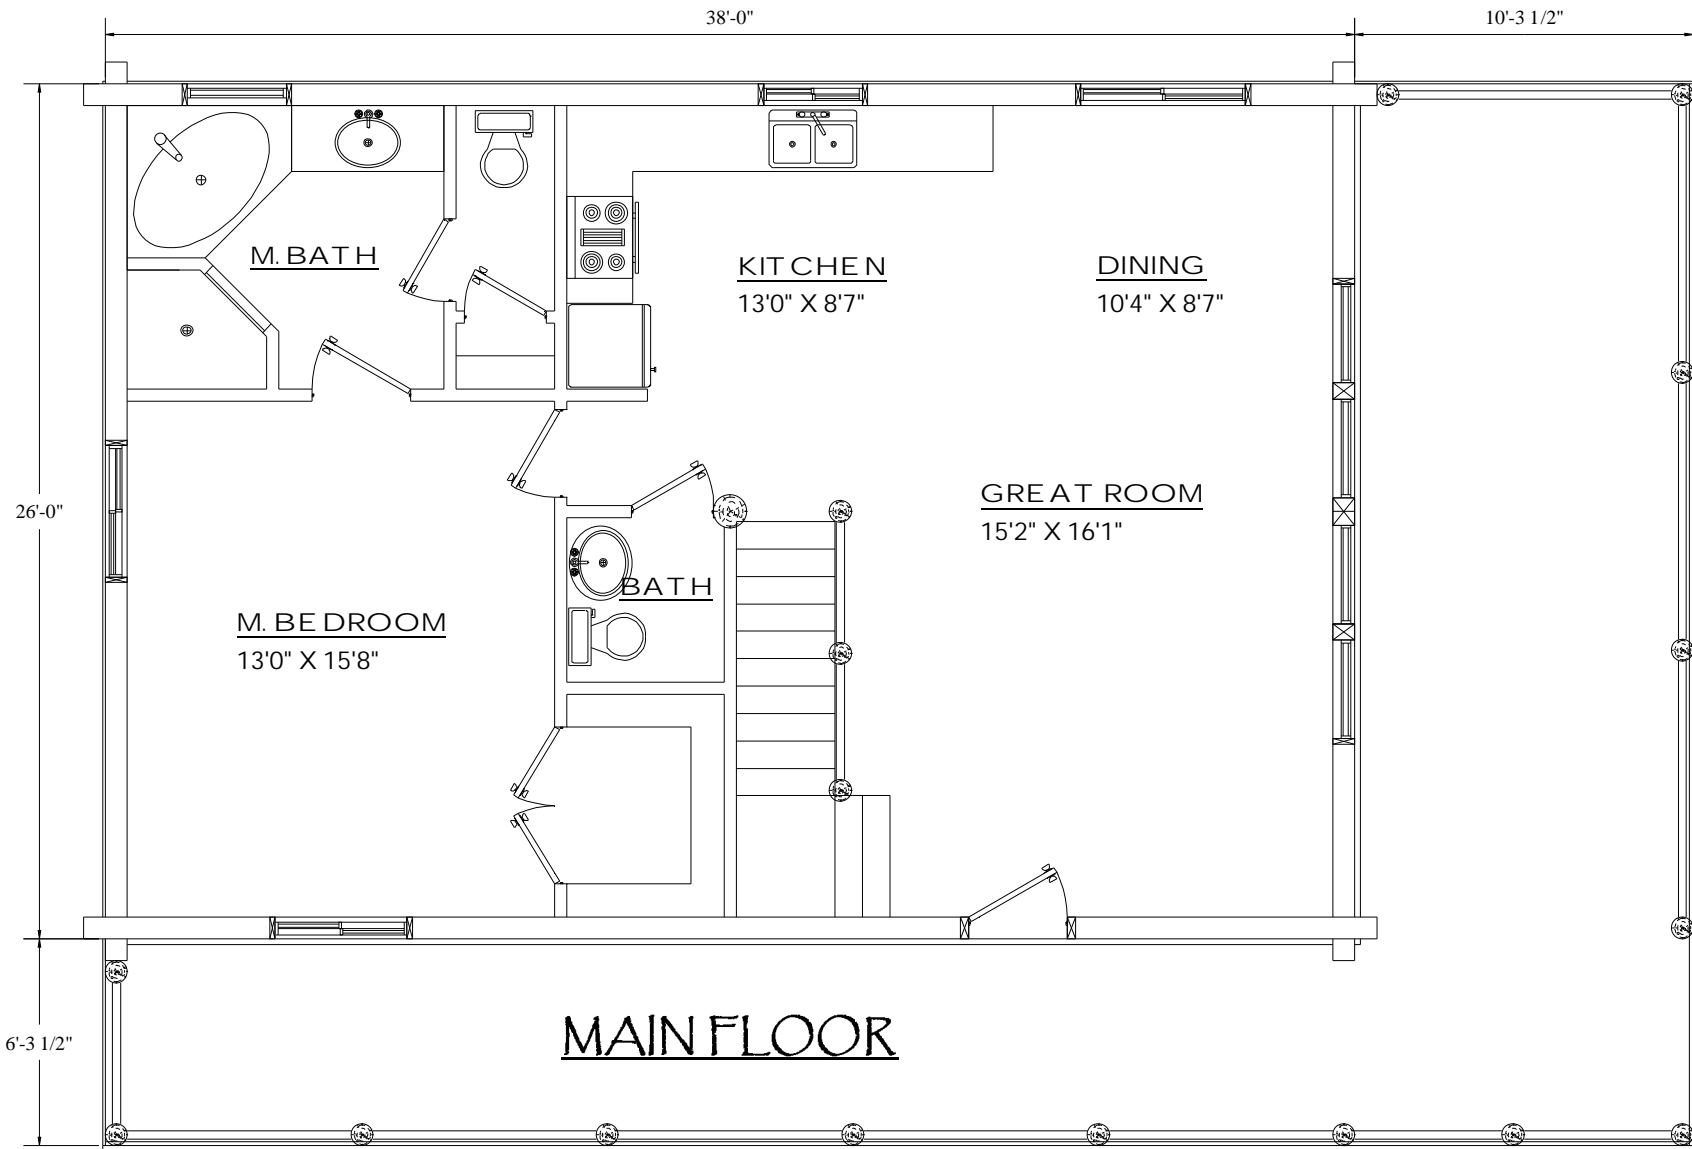 38'-0" 10'-3 1/2"
M. BATH
KITCHEN
13'0" X 8'7"
DINING
10'4" X 8'7"
26'-0"
GREAT ROOM
15'2" X 16'1"
BATH
M. BEDROOM
13'0" X 15'8"
6'-3 1/2"
MAIN FLOOR